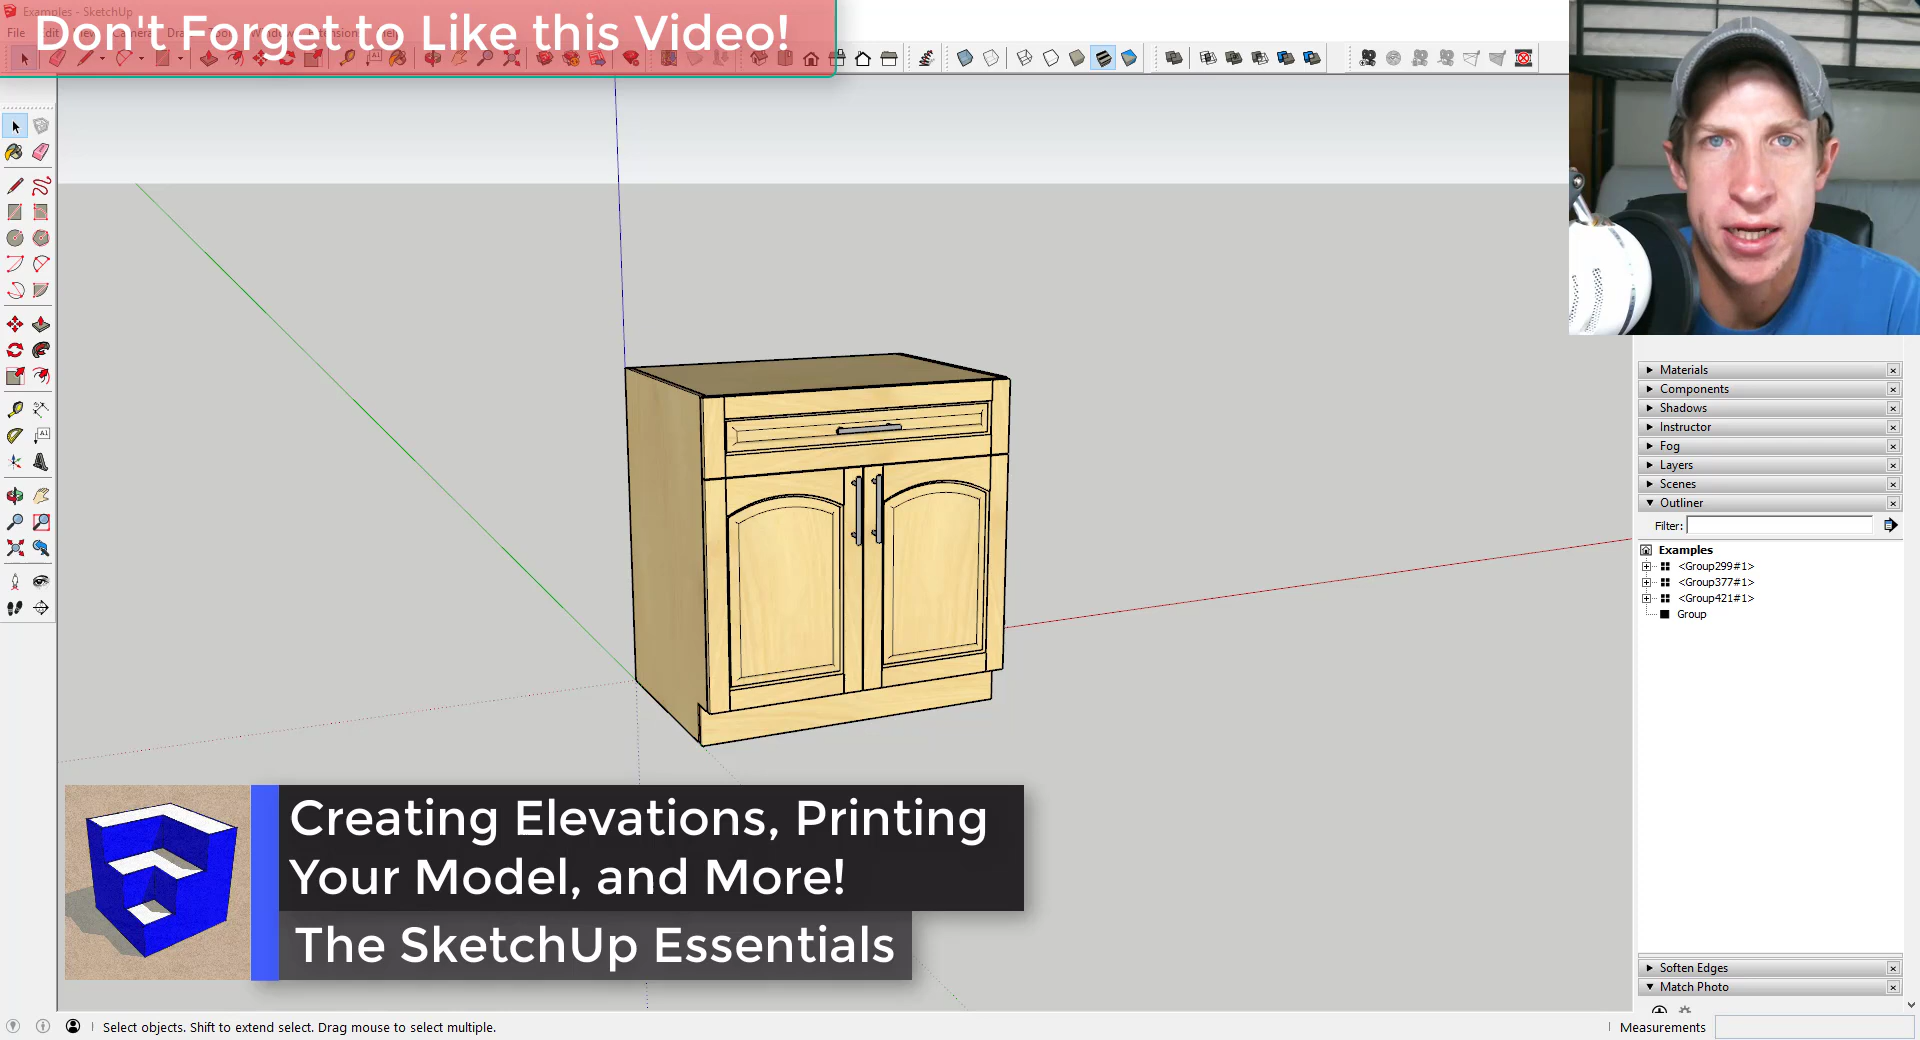 Examples - SketchUp
Don't Forget to Like this Video!
File
Materials
Components
Shadows
Instructor
Fog
Layers
Scenes
Outliner
Filter:
Examples
<Group299#1>
<Group377#1>
<Group421#1>
Group
Creating Elevations, Printing
Your Model, and More!
The SketchUp Essentials
Soften Edges
Match Photo
Select objects. Shift to extend select. Drag mouse to select multiple.
Measurements